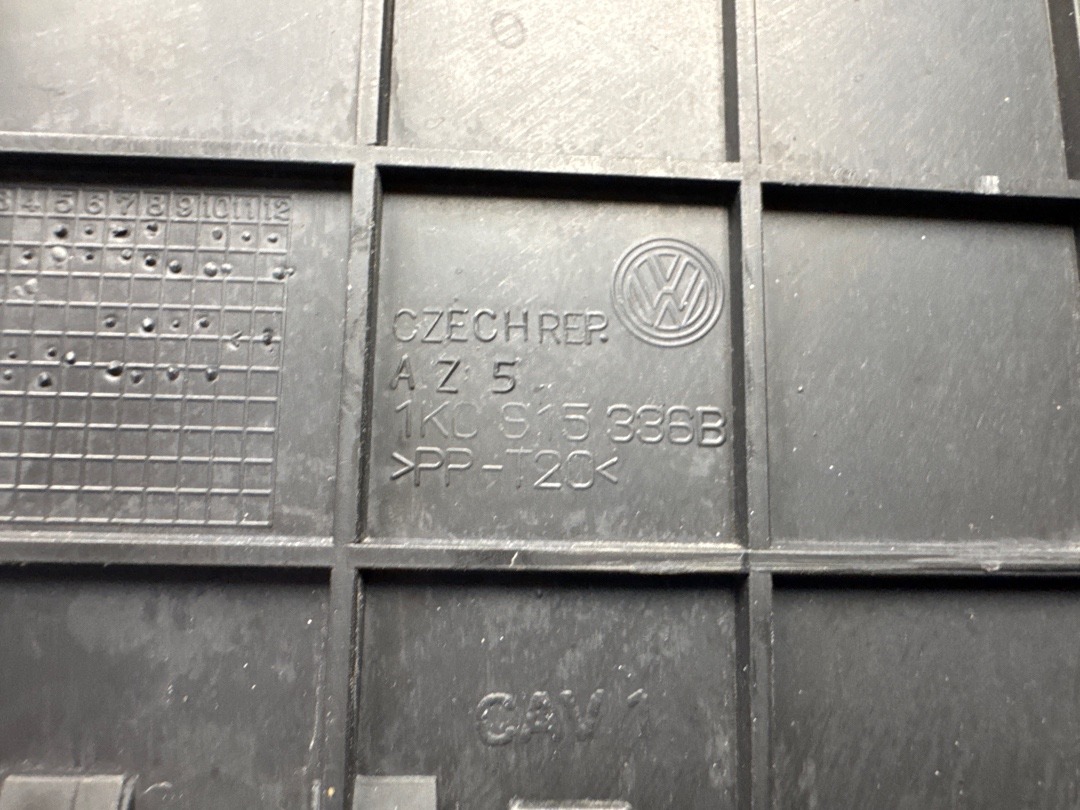 3 4 5 6 7 8 9 10 11 12
CZECH REP.
A Z 5
1K0 915 336B
>PP-T20<
CAV 1